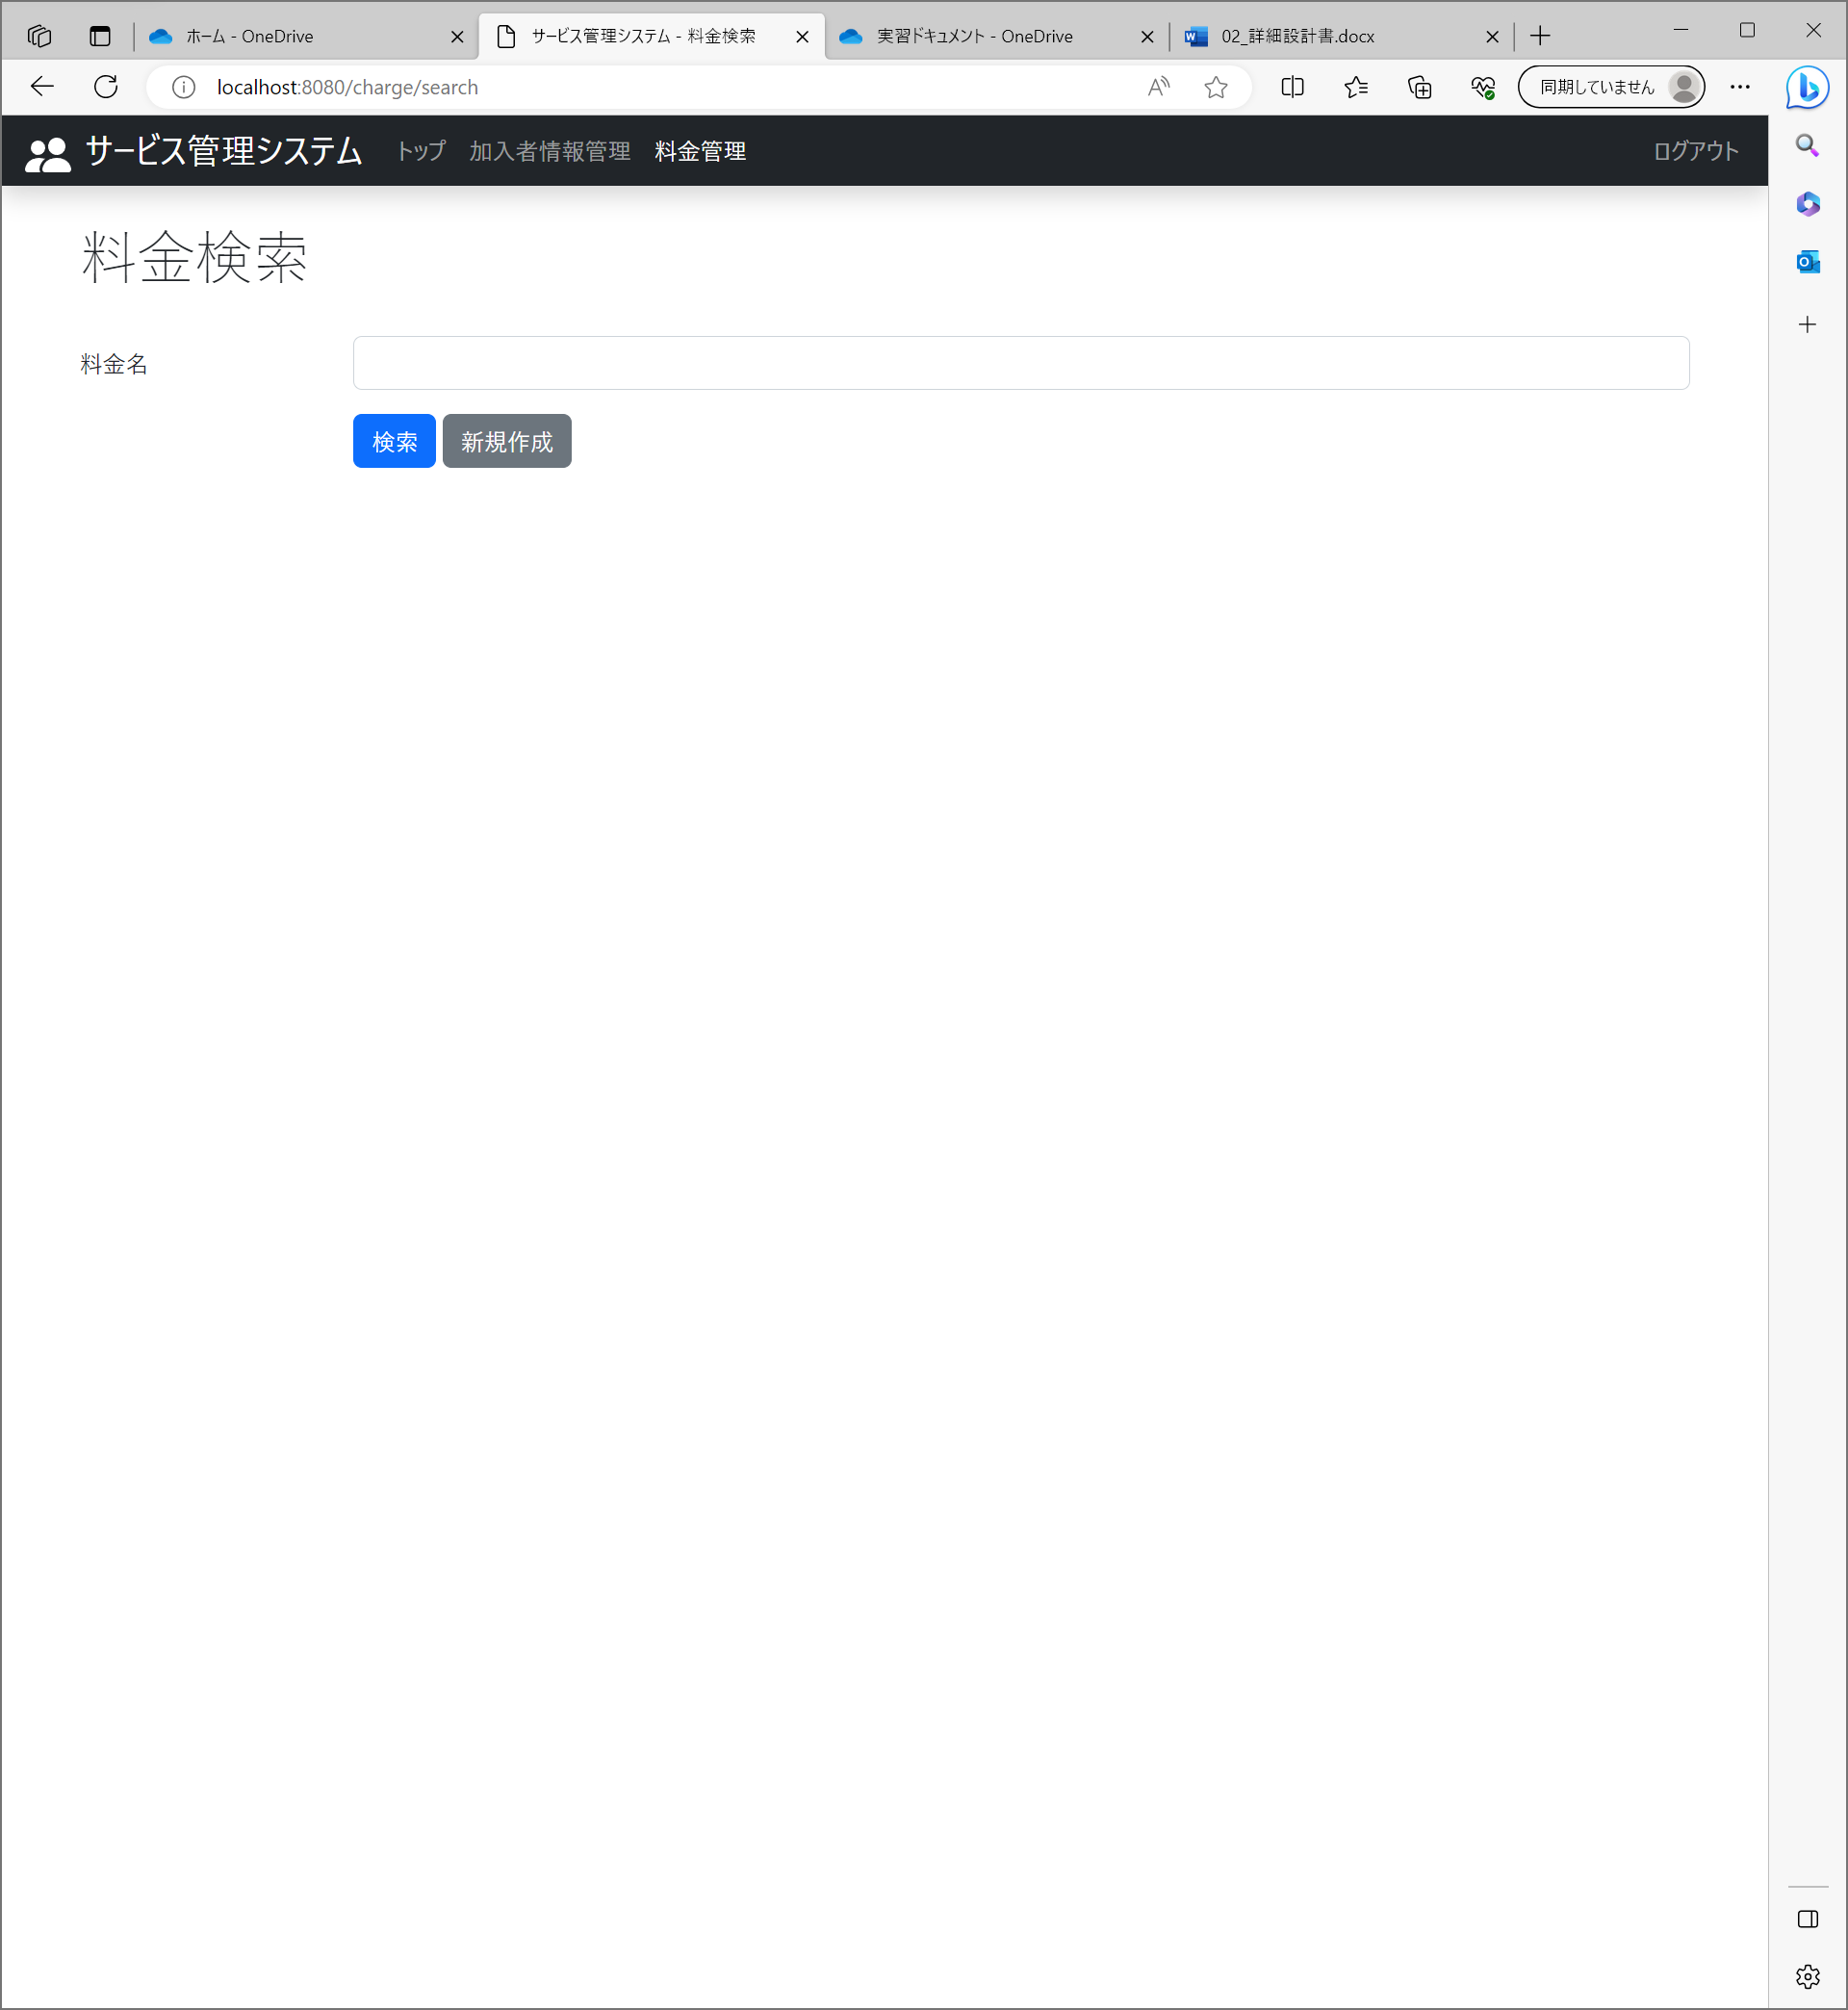 ホーム - OneDrive
サービス管理システム - 料金検索
実習ドキュメント - OneDrive
02_詳細設計書.docx
localhost:8080/charge/search
同期していません
サービス管理システム トップ 加入者情報管理 料金管理 ログアウト
料金検索
料金名
検索 新規作成